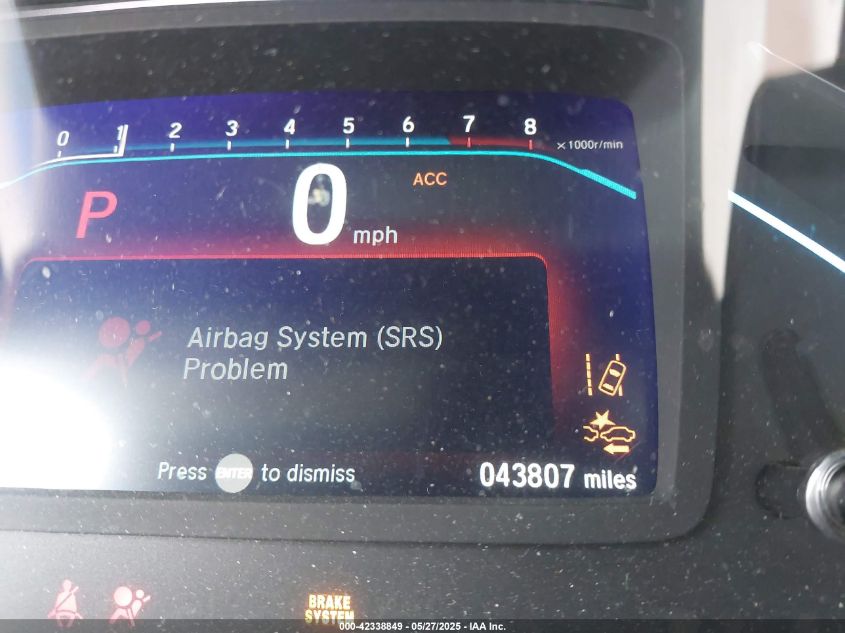 0 1 2 3 4 5 6 7 8 x1000r/min
ACC
P 0 mph
Airbag System (SRS)
Problem
Press ENTER to dismiss
043807 miles
BRAKE
SYSTEM
000-42338849 - 05/27/2025 - IAA Inc.